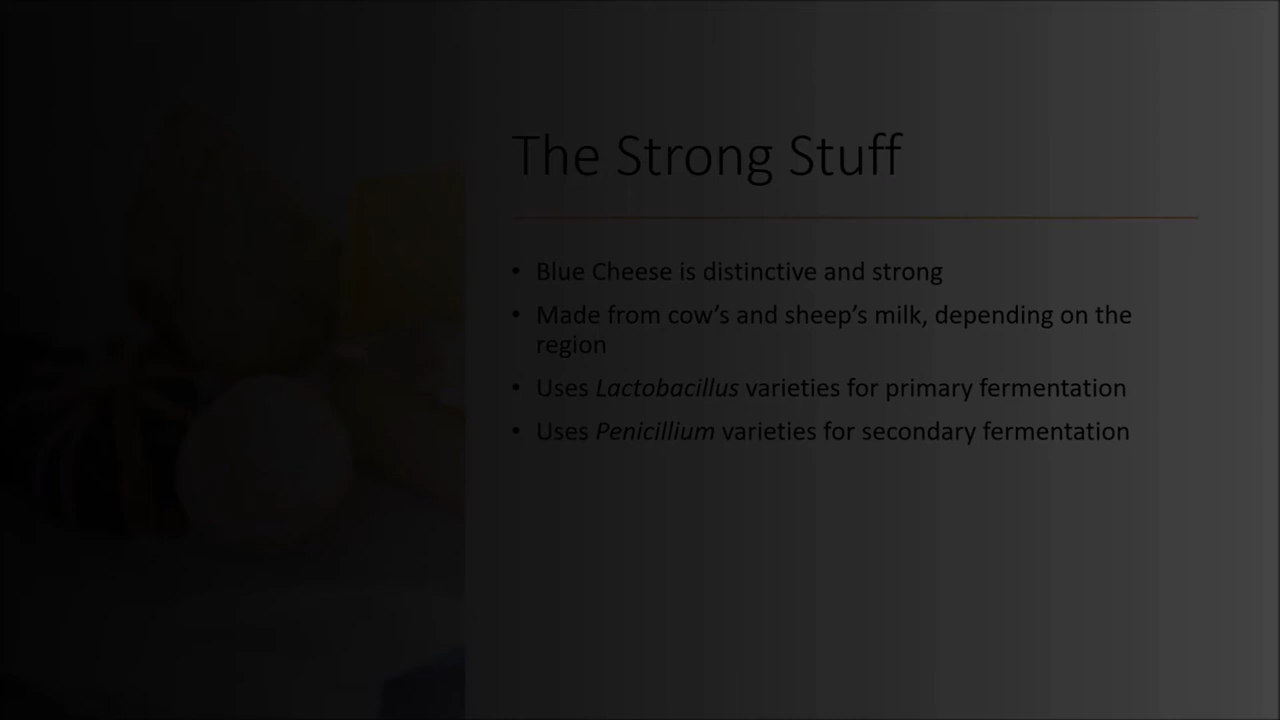 The Strong Stuff
• Blue Cheese is distinctive and strong
• Made from cow’s and sheep’s milk, depending on the
region
• Uses Lactobacillus varieties for primary fermentation
• Uses Penicillium varieties for secondary fermentation